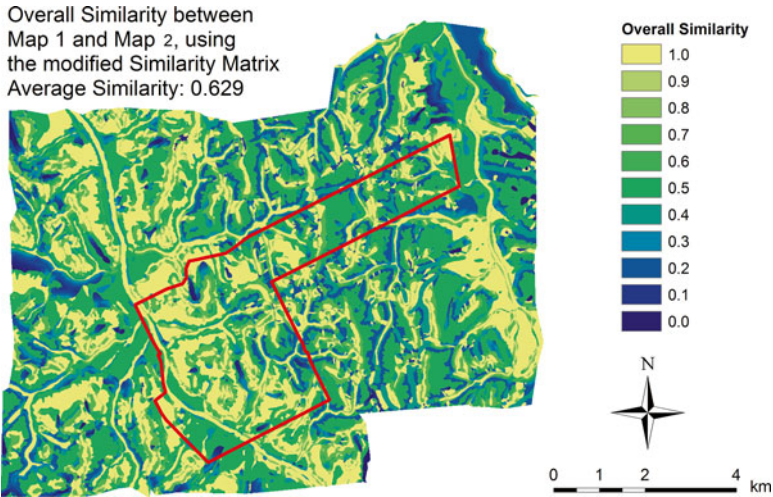 Overall Similarity between
Map 1 and Map 2, using
the modified Similarity Matrix
Average Similarity: 0.629
Overall Similarity
1.0
0.9
0.8
0.7
0.6
0.5
0.4
0.3
0.2
0.1
0.0
N
0 1 2 4
km